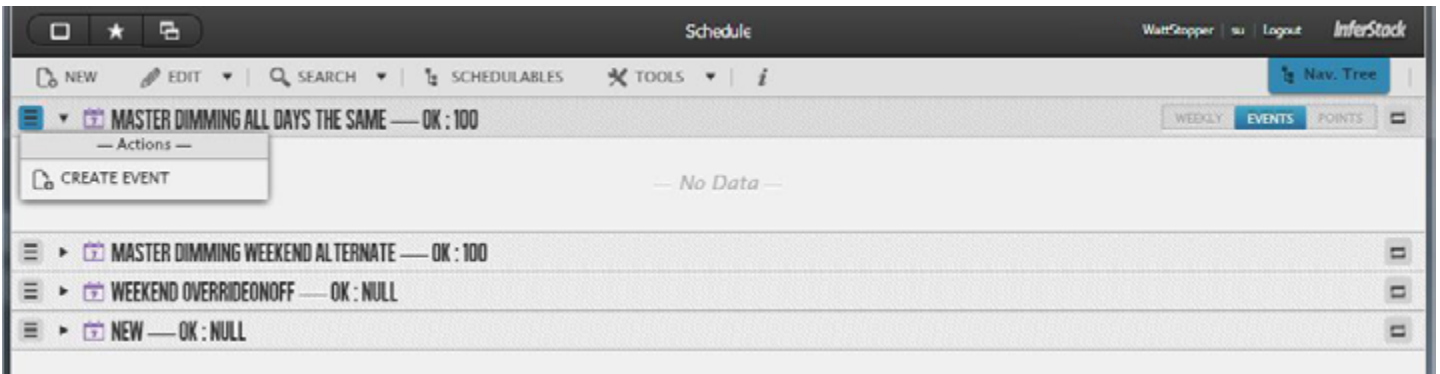 Schedule WattStopper su Logout InferStack
NEW EDIT SEARCH SCHEDULABLES TOOLS i Nav. Tree
MASTER DIMMING ALL DAYS THE SAME — OK : 100 WEEKLY EVENTS POINTS
— Actions —
CREATE EVENT
— No Data —
MASTER DIMMING WEEKEND ALTERNATE — OK : 100
WEEKEND OVERRIDEONOFF — OK : NULL
NEW — OK : NULL